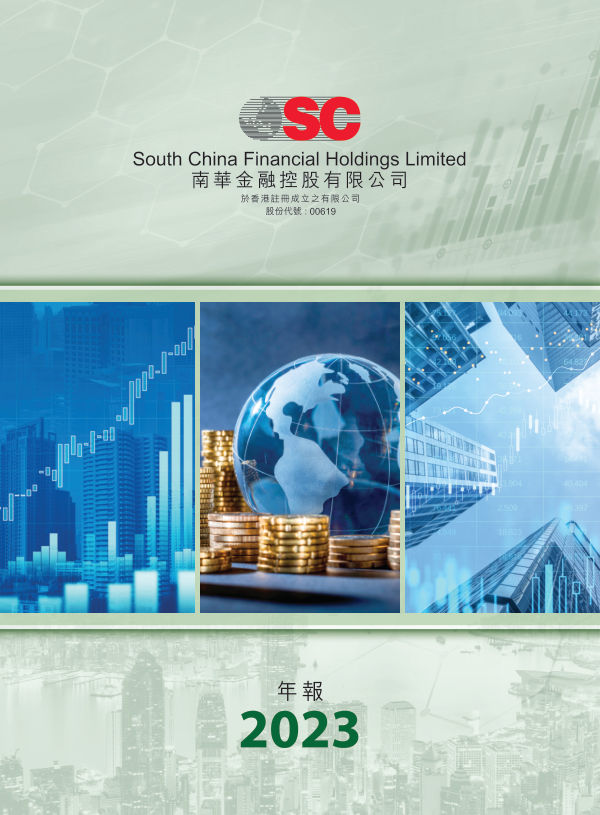 SC
South China Financial Holdings Limited
南華金融控股有限公司
於香港註冊成立之有限公司
股份代號 : 00619
年報
2023